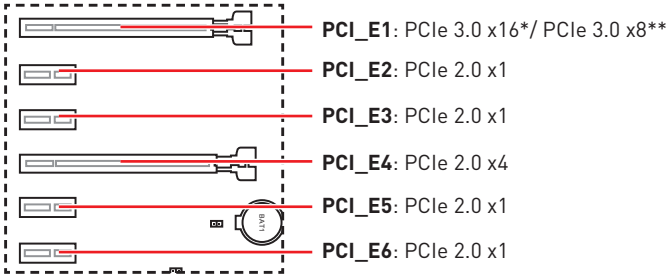 PCI_E1: PCIe 3.0 x16*/ PCIe 3.0 x8**
PCI_E2: PCIe 2.0 x1
PCI_E3: PCIe 2.0 x1
PCI_E4: PCIe 2.0 x4
PCI_E5: PCIe 2.0 x1
BAT1
PCI_E6: PCIe 2.0 x1